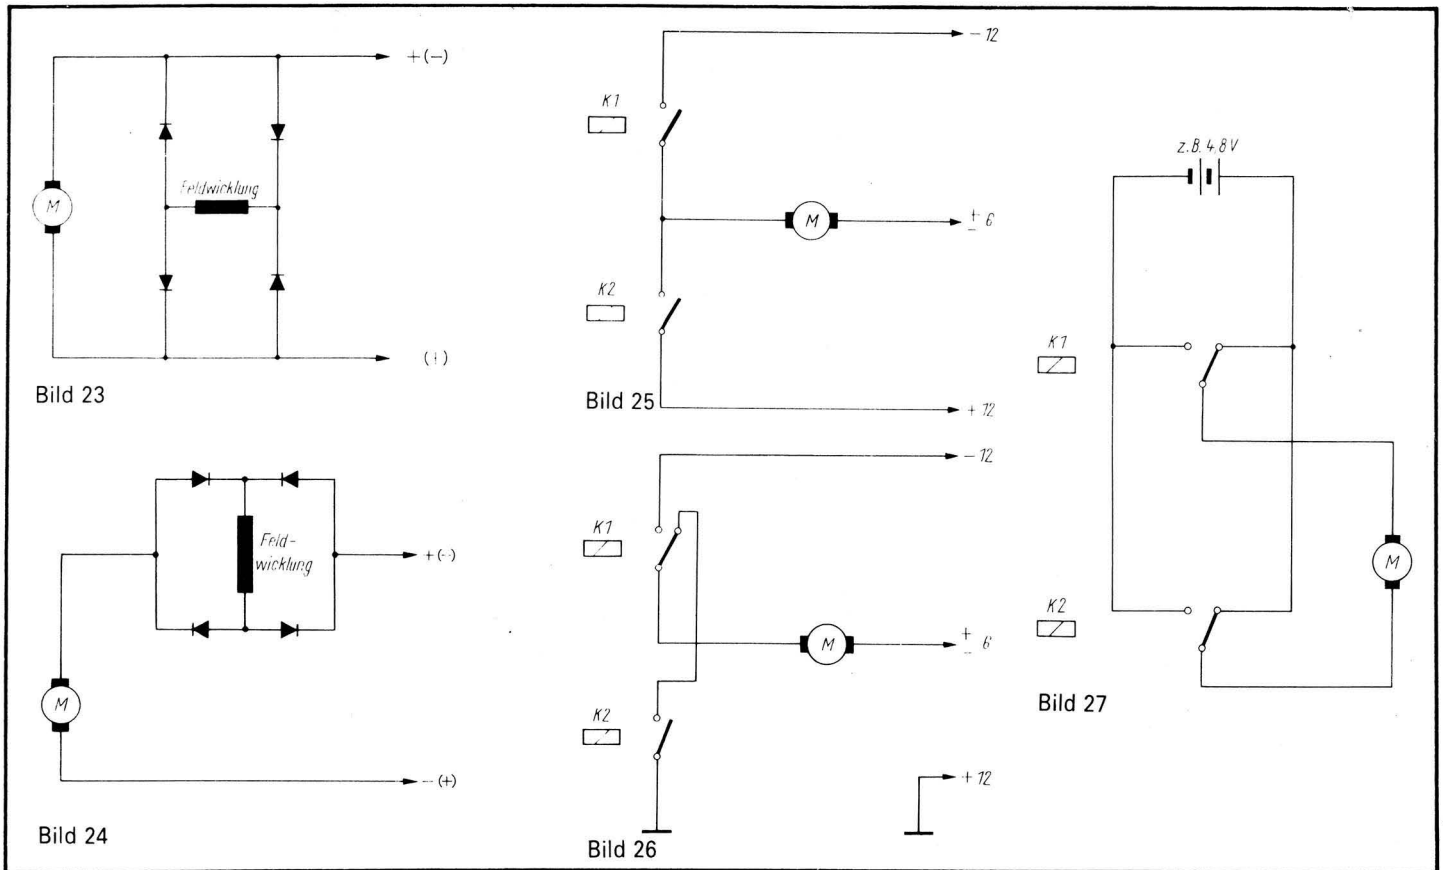 +(−)
M
Feldwicklung
(+)
Bild 23
Feld-
wicklung
+(−)
M
−(+)
Bild 24
−12
K1
M
± 6
K2
+12
Bild 25
−12
K1
M
± 6
K2
+12
Bild 26
z.B. 4,8V
K1
M
K2
Bild 27